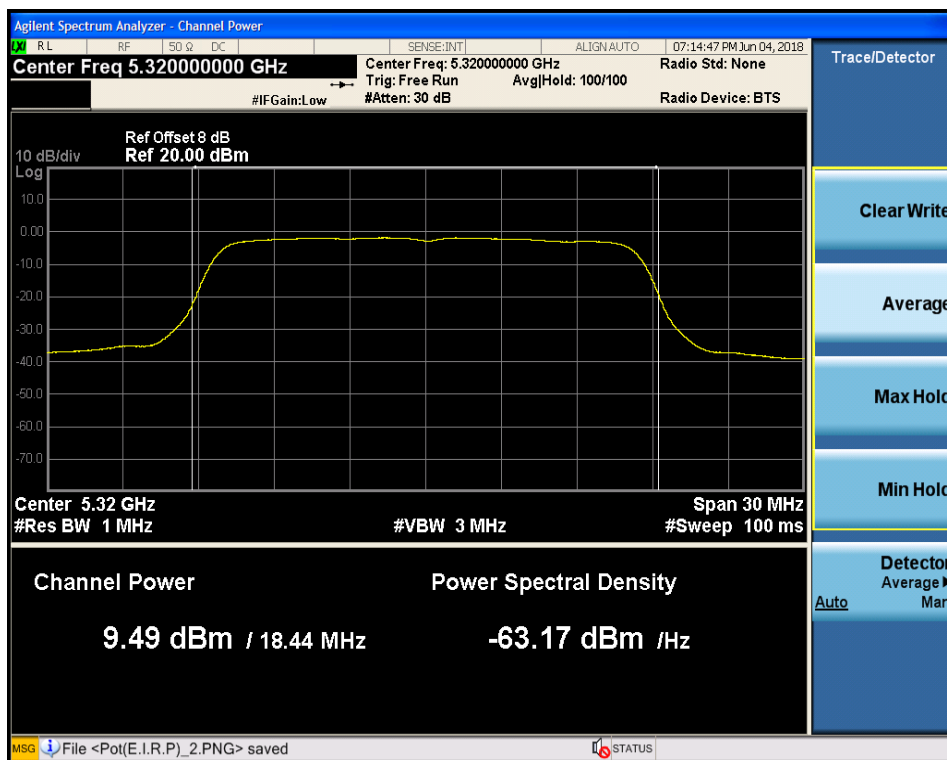 Agilent Spectrum Analyzer - Channel Power
LXI RL RF 50 Ω DC SENSE:INT ALIGN AUTO 07:14:47 PM Jun 04, 2018
Center Freq 5.320000000 GHz
Center Freq: 5.320000000 GHz
Radio Std: None
Trig: Free Run Avg|Hold: 100/100
#IFGain:Low
#Atten: 30 dB
Radio Device: BTS
Ref Offset 8 dB
10 dB/div Ref 20.00 dBm
Log
10.0
0.00
-10.0
-20.0
-30.0
-40.0
-50.0
-60.0
-70.0
Center 5.32 GHz Span 30 MHz
#Res BW 1 MHz #VBW 3 MHz #Sweep 100 ms
Channel Power Power Spectral Density
9.49 dBm / 18.44 MHz -63.17 dBm /Hz
Trace/Detector
Clear Write
Average
Max Hold
Min Hold
Detector
Average
Auto Man
MSG File <Pot(E.I.R.P)_2.PNG> saved STATUS